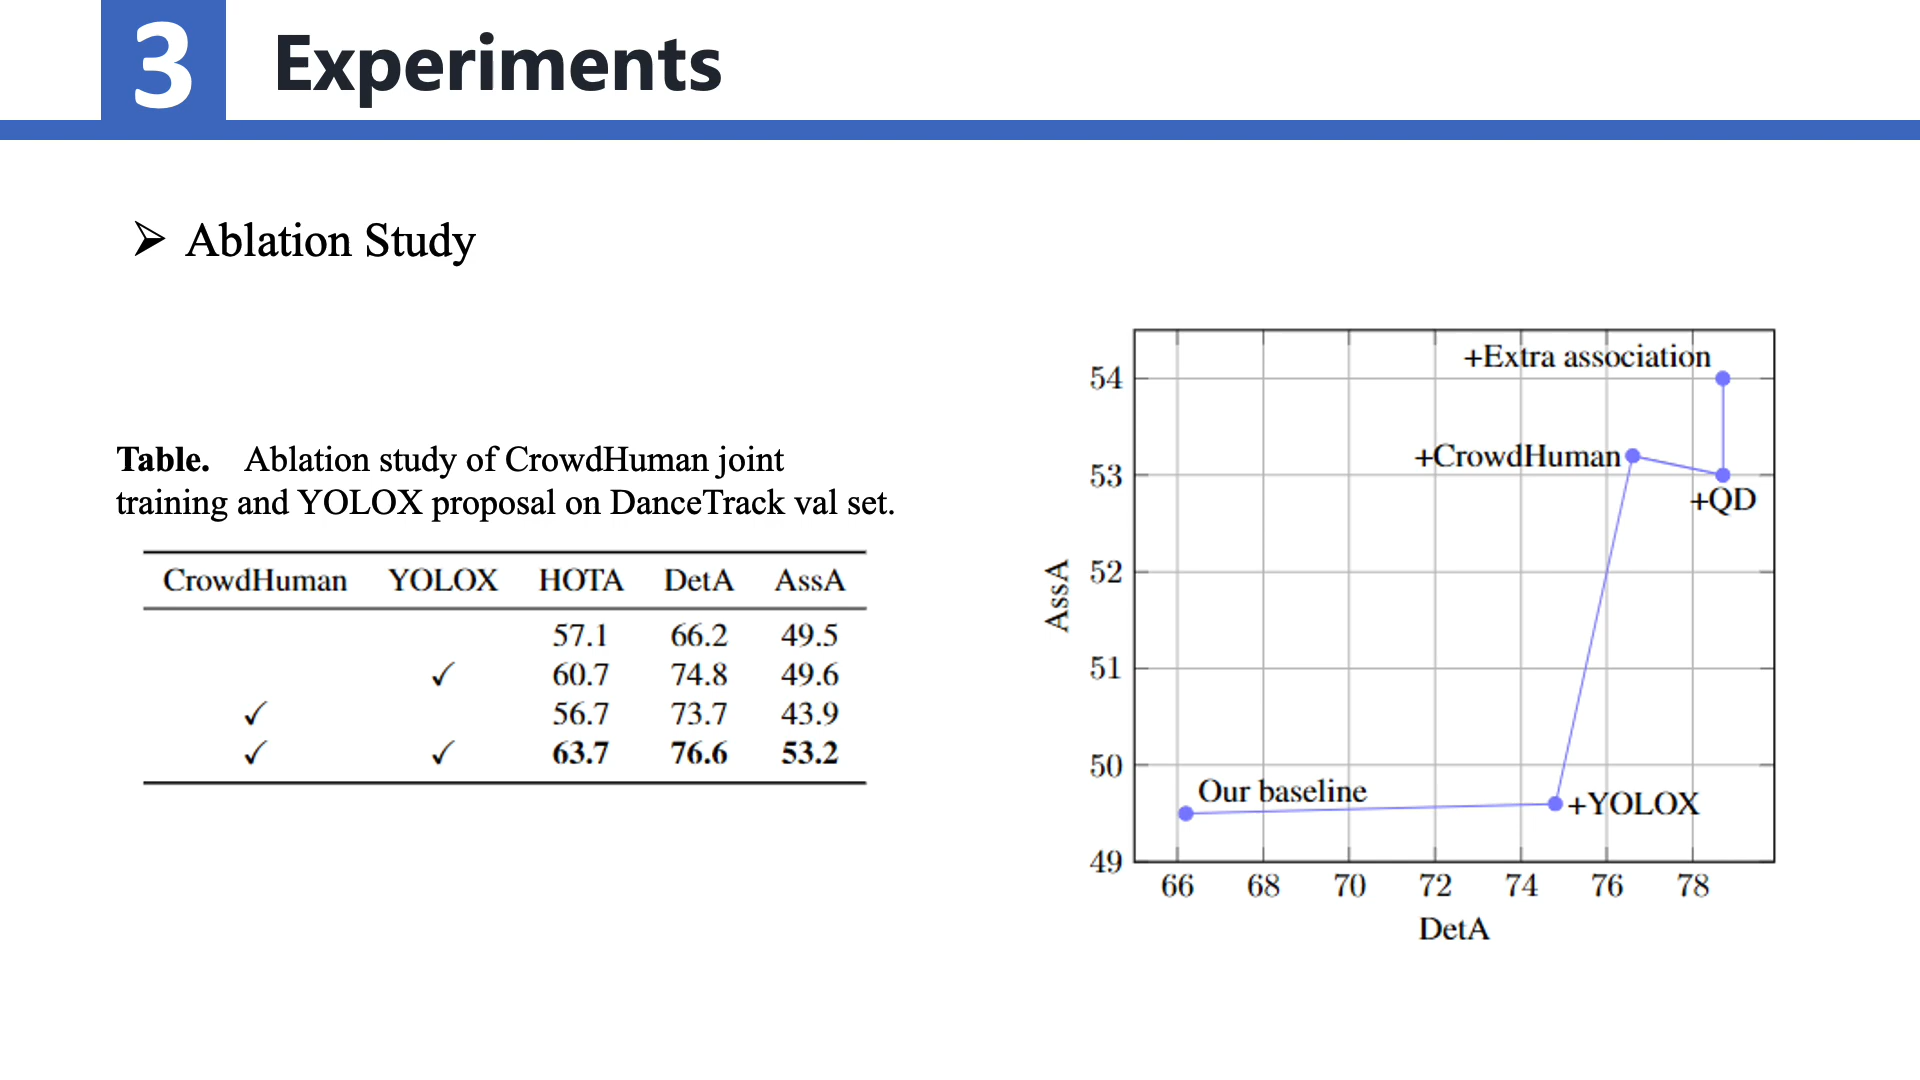 3
Experiments
➢ Ablation Study
Table. Ablation study of CrowdHuman joint
training and YOLOX proposal on DanceTrack val set.
CrowdHuman YOLOX HOTA DetA AssA
57.1 66.2 49.5
✓ 60.7 74.8 49.6
✓ 56.7 73.7 43.9
✓ ✓ 63.7 76.6 53.2
+Extra association
54
+CrowdHuman
53
+QD
52
AssA
51
50
Our baseline
+YOLOX
49
66 68 70 72 74 76 78
DetA